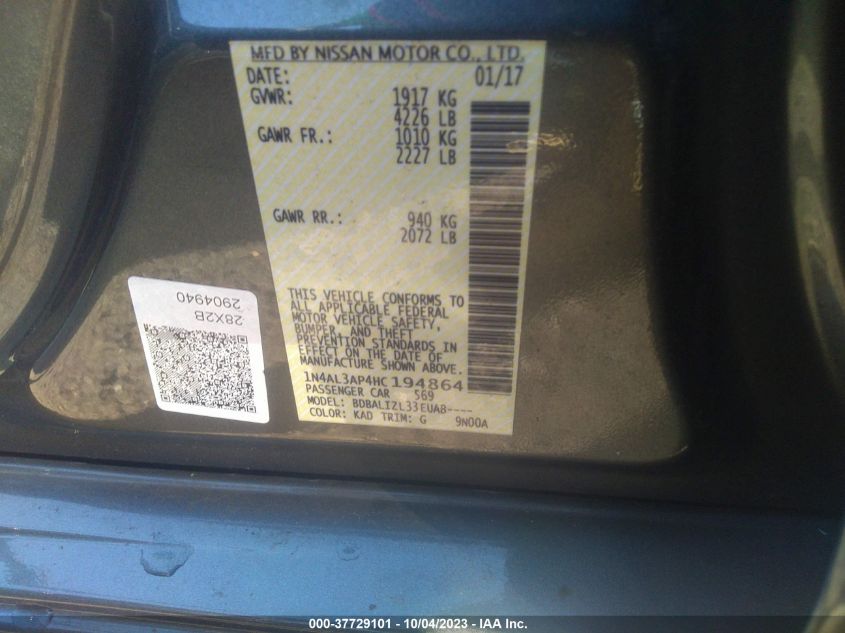 MFD BY NISSAN MOTOR CO., LTD.
DATE: 01/17
GVWR: 1917 KG
4226 LB
GAWR FR.: 1010 KG
2227 LB
GAWR RR.: 940 KG
2072 LB
THIS VEHICLE CONFORMS TO
ALL APPLICABLE FEDERAL
MOTOR VEHICLE SAFETY,
BUMPER, AND THEFT
PREVENTION STANDARDS IN
EFFECT ON THE DATE OF
MANUFACTURE SHOWN ABOVE.
1N4AL3AP4HC194864
PASSENGER CAR 569
MODEL: BDBALIZL33EUA8----
COLOR: KAD TRIM: G 9N00A
28X2B
2904940
000-37729101 - 10/04/2023 - IAA Inc.